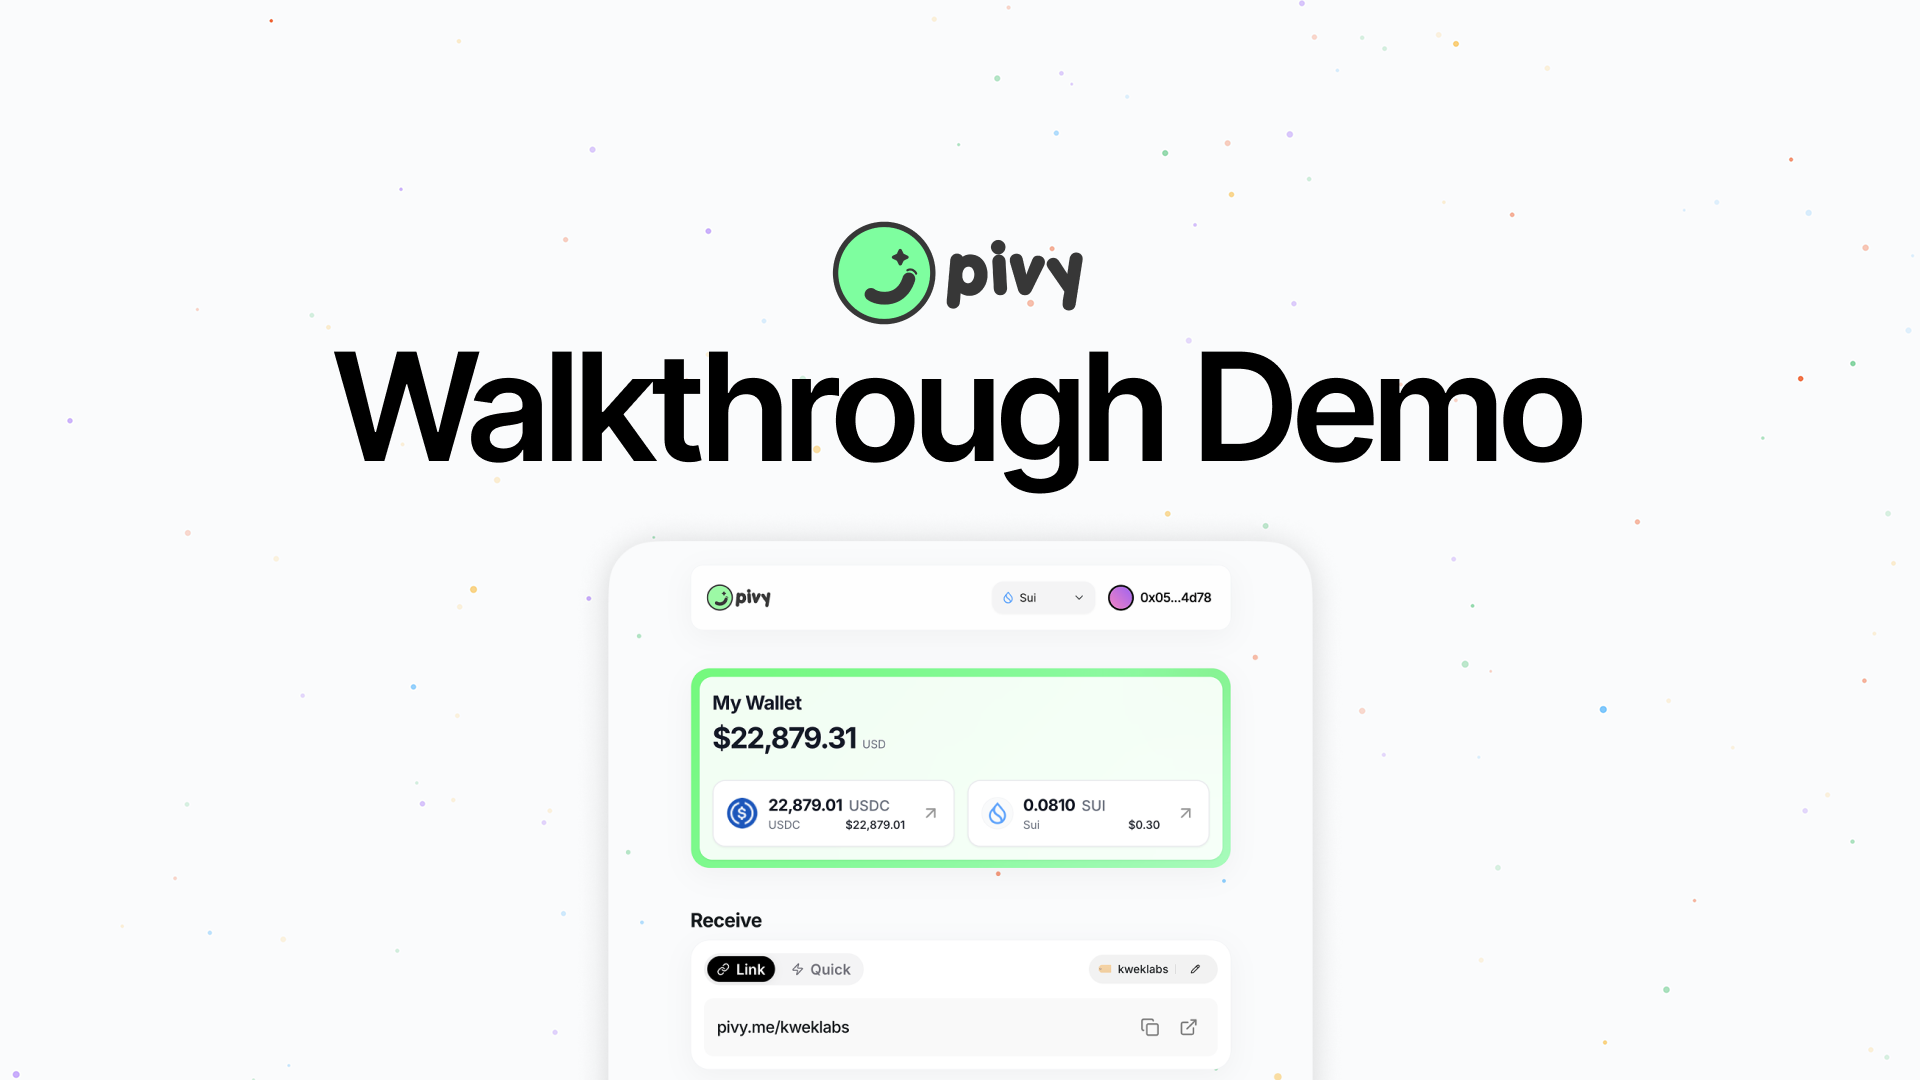 pivy
Walkthrough Demo
pivy
Sui
0x05...4d78
My Wallet
$22,879.31 USD
22,879.01 USDC
USDC $22,879.01
0.0810 SUI
Sui $0.30
Receive
Link
Quick
kweklabs
pivy.me/kweklabs